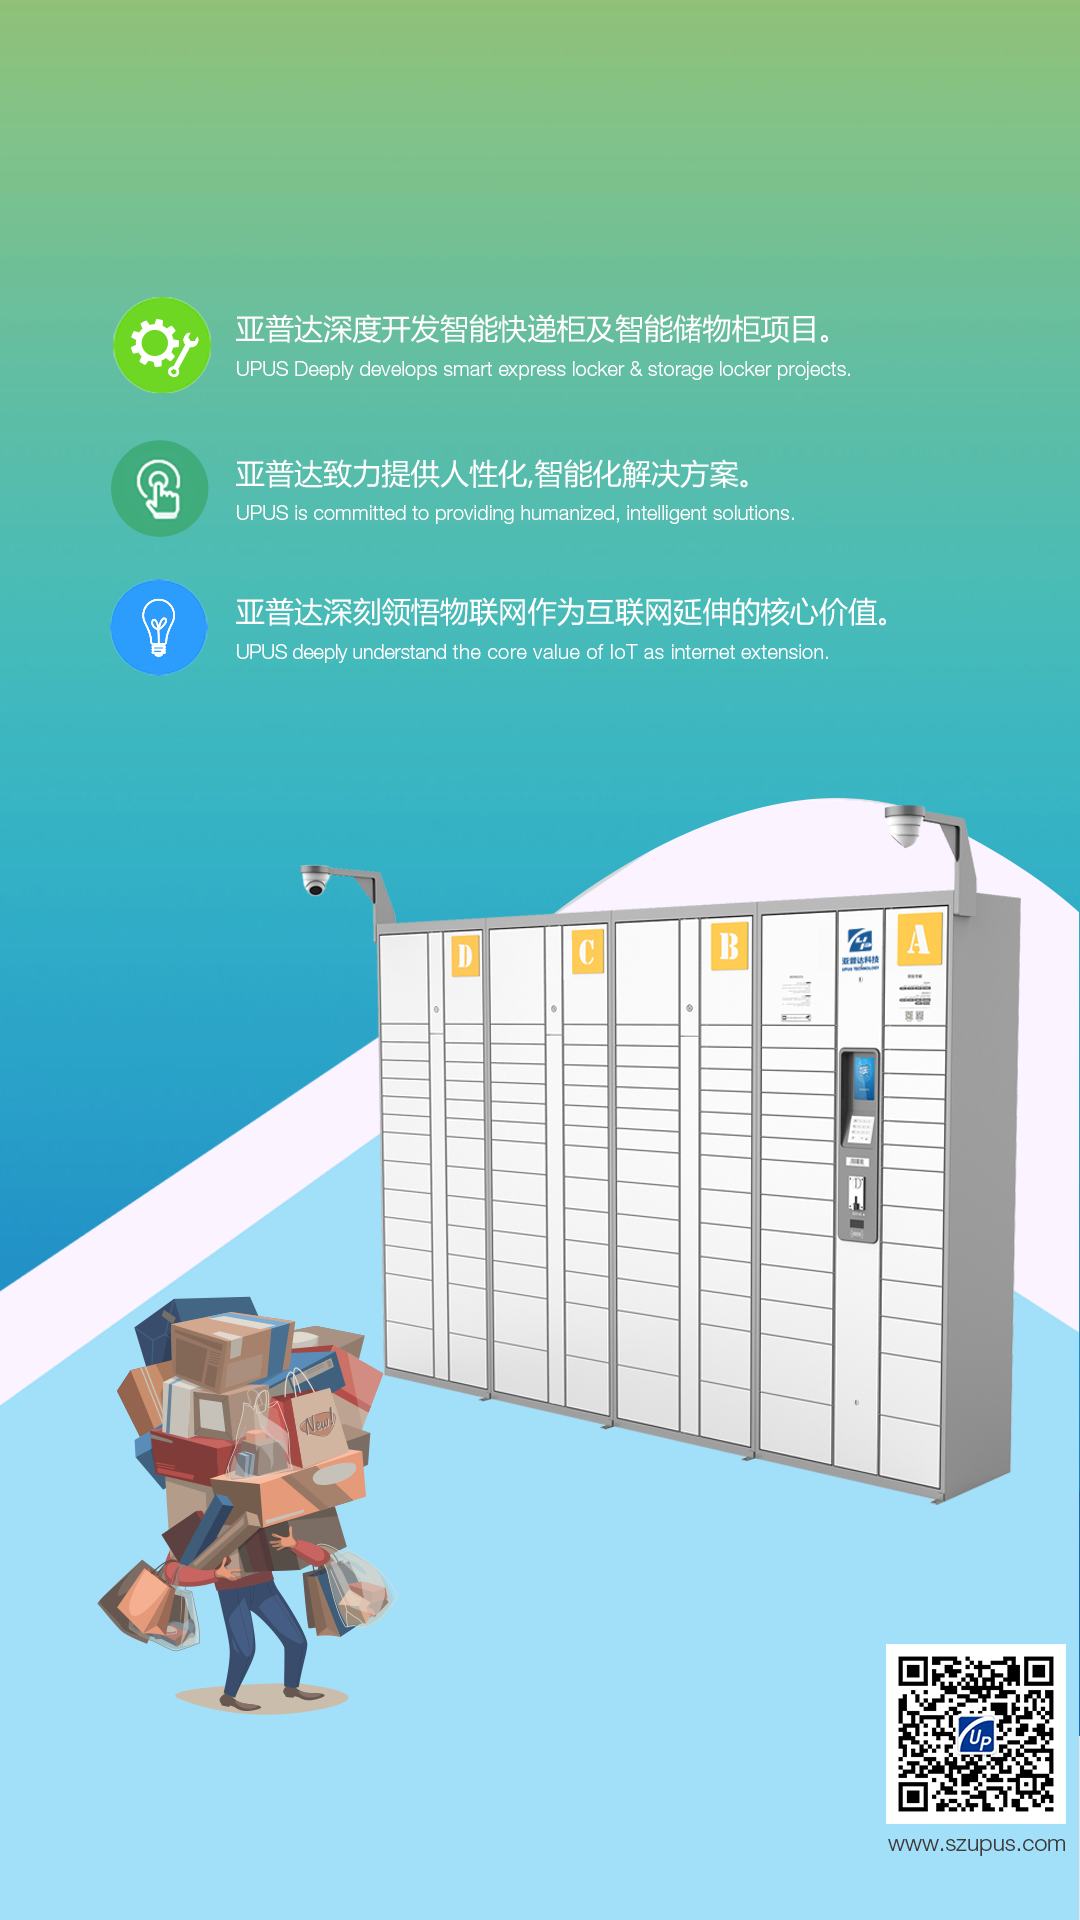 亚普达深度开发智能快递柜及智能储物柜项目。
UPUS Deeply develops smart express locker & storage locker projects.
亚普达致力提供人性化,智能化解决方案。
UPUS is committed to providing humanized, intelligent solutions.
亚普达深刻领悟物联网作为互联网延伸的核心价值。
UPUS deeply understand the core value of IoT as internet extension.
D
C
B
A
亚普达科技
UPUS TECHNOLOGY
New!
Up
www.szupus.com